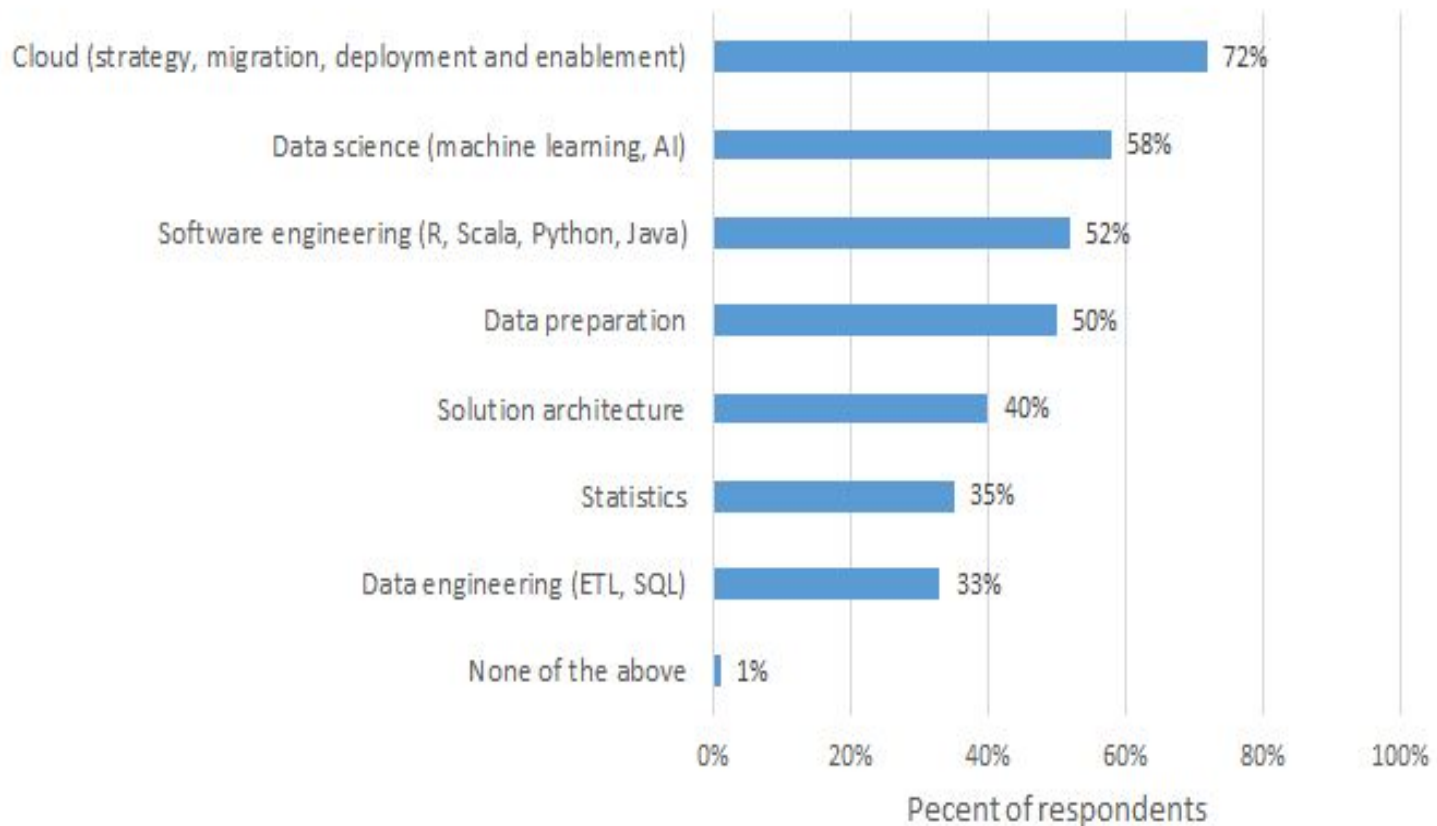 Cloud (strategy, migration, deployment and enablement) 72%
Data science (machine learning, AI) 58%
Software engineering (R, Scala, Python, Java) 52%
Data preparation 50%
Solution architecture 40%
Statistics 35%
Data engineering (ETL, SQL) 33%
None of the above 1%
0% 20% 40% 60% 80% 100%
Pecent of respondents